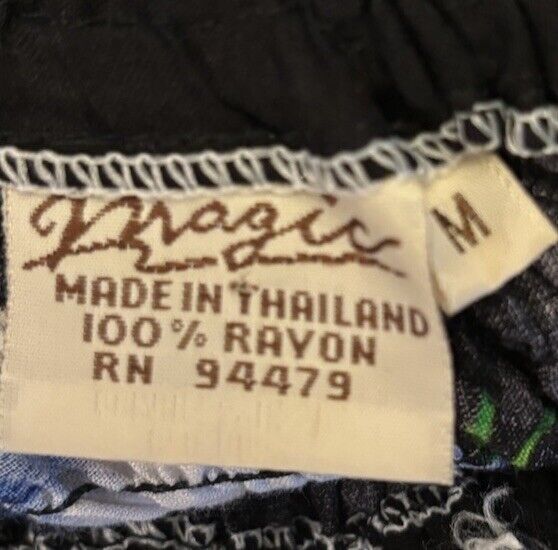 Magic
M
MADE IN THAILAND
100% RAYON
RN 94479